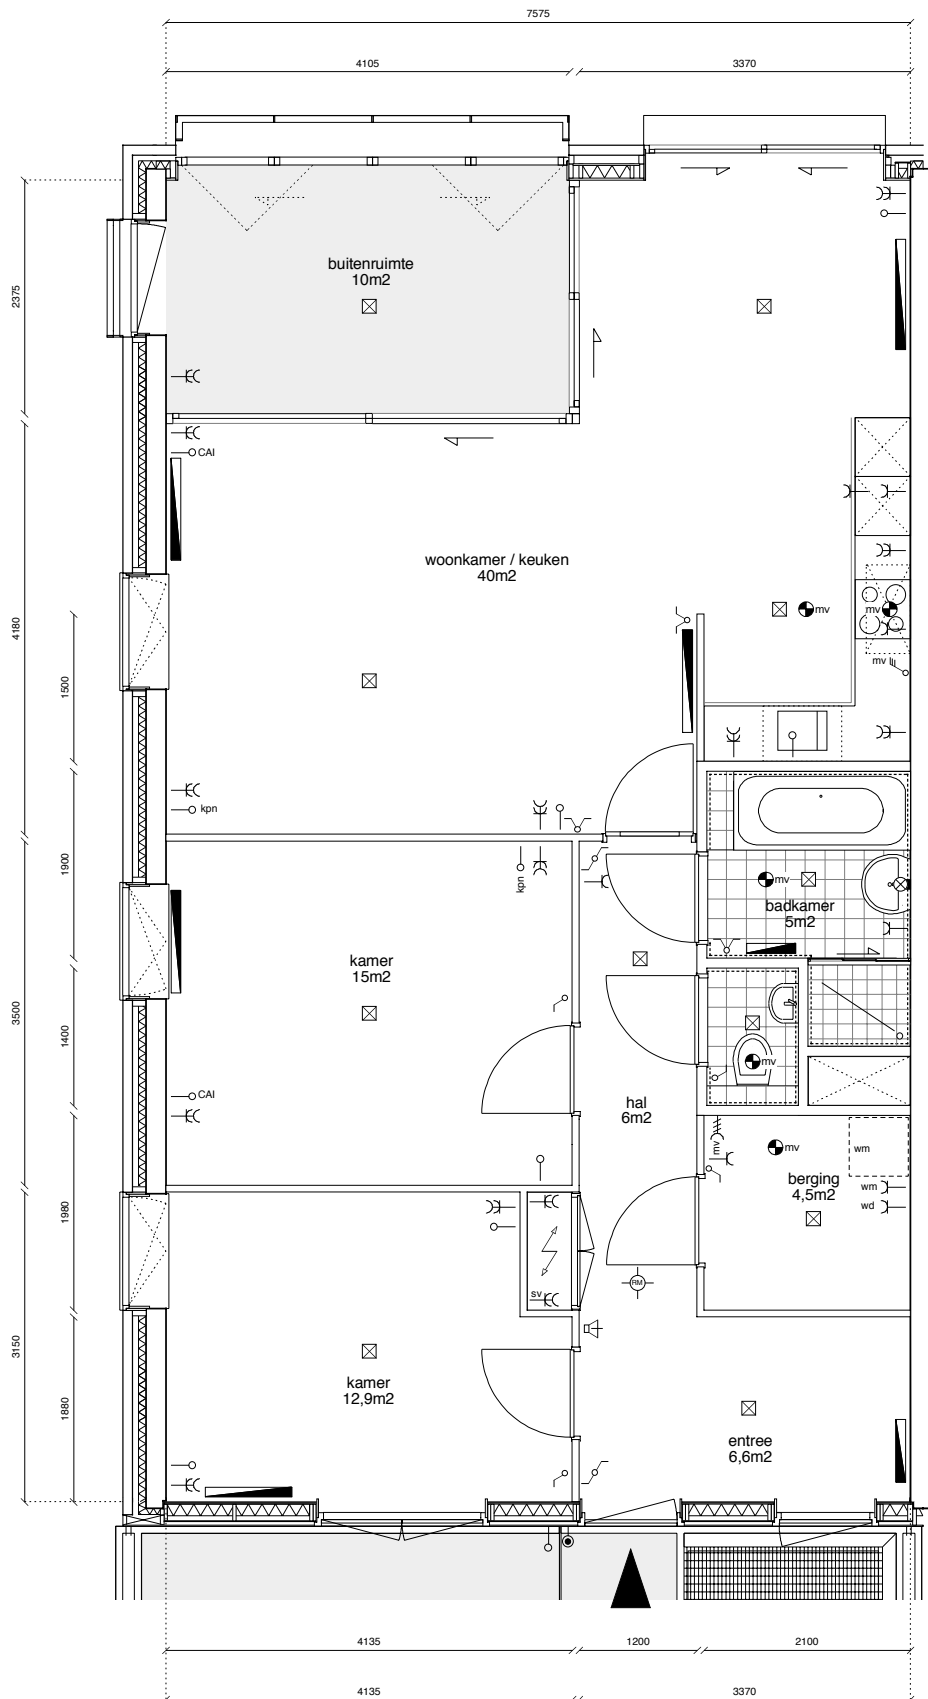 7575
4105
3370
buitenruimte
10m2
2375
CAI
woonkamer / keuken
40m2
mv
mv
4180
mv
1500
kpn
1900
kpn
mv
badkamer
5m2
kamer
15m2
3500
1400
mv
CAI
hal
6m2
mv
mv
wm
berging
4,5m2
wm
wd
1980
sv
RM
3150
kamer
12,9m2
1880
entree
6,6m2
4135
1200
2100
4135
3370